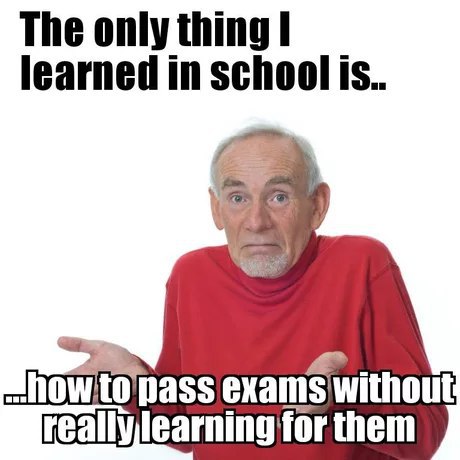 The only thing I
learned in school is..
...how to pass exams without
really learning for them